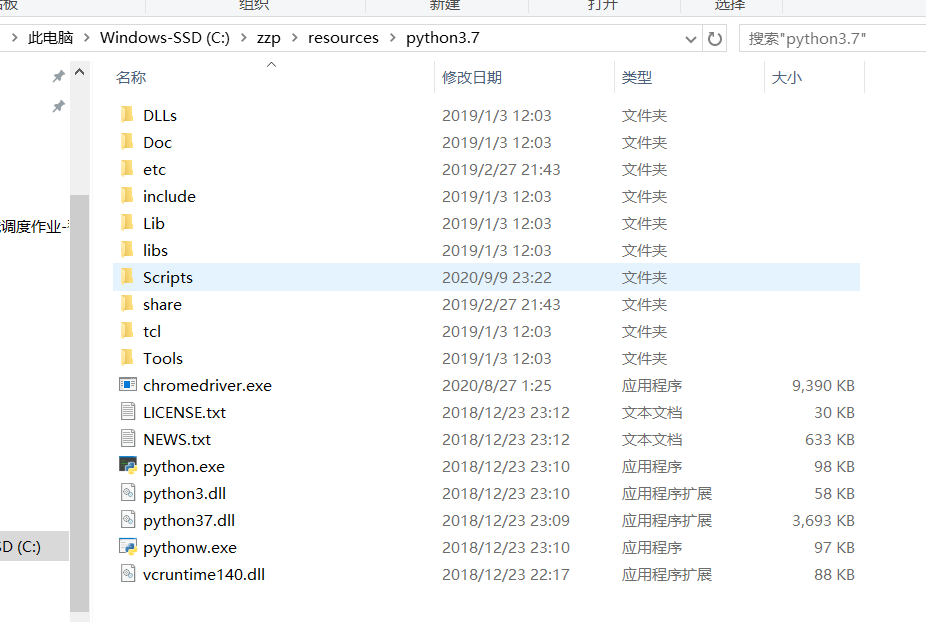 组织 新建 打开 选择
此电脑 > Windows-SSD (C:) > zzp > resources > python3.7 搜索"python3.7"
名称 修改日期 类型 大小
DLLs 2019/1/3 12:03 文件夹
Doc 2019/1/3 12:03 文件夹
etc 2019/2/27 21:43 文件夹
include 2019/1/3 12:03 文件夹
Lib 2019/1/3 12:03 文件夹
调度作业-
libs 2019/1/3 12:03 文件夹
Scripts 2020/9/9 23:22 文件夹
share 2019/2/27 21:43 文件夹
tcl 2019/1/3 12:03 文件夹
Tools 2019/1/3 12:03 文件夹
chromedriver.exe 2020/8/27 1:25 应用程序 9,390 KB
LICENSE.txt 2018/12/23 23:12 文本文档 30 KB
NEWS.txt 2018/12/23 23:12 文本文档 633 KB
python.exe 2018/12/23 23:10 应用程序 98 KB
python3.dll 2018/12/23 23:10 应用程序扩展 58 KB
python37.dll 2018/12/23 23:09 应用程序扩展 3,693 KB
pythonw.exe 2018/12/23 23:10 应用程序 97 KB
SD (C:)
vcruntime140.dll 2018/12/23 22:17 应用程序扩展 88 KB